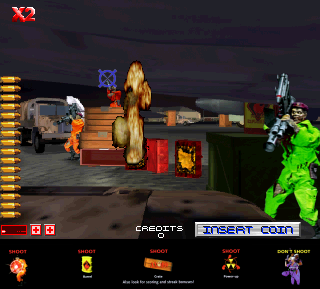 X2
CREDITS
0
INSERT COIN
SHOOT SHOOT SHOOT SHOOT DON'T SHOOT
Barrel Crate Power-up
Also look for scoring and streak bonuses!